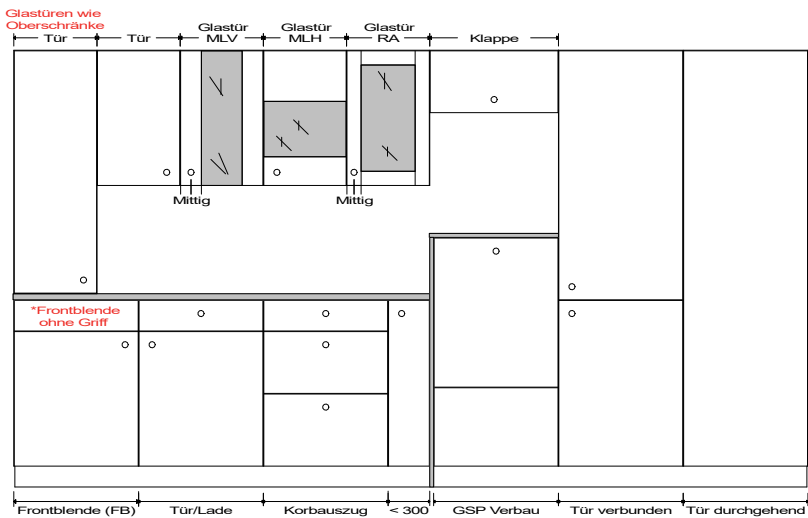 Glastüren wie
Oberschränke
Tür
Tür
Glastür
MLV
Glastür
MLH
Glastür
RA
Klappe
Mittig
Mittig
*Frontblende
ohne Griff
Frontblende (FB)
Tür/Lade
Korbauszug
< 300
GSP Verbau
Tür verbunden
Tür durchgehend